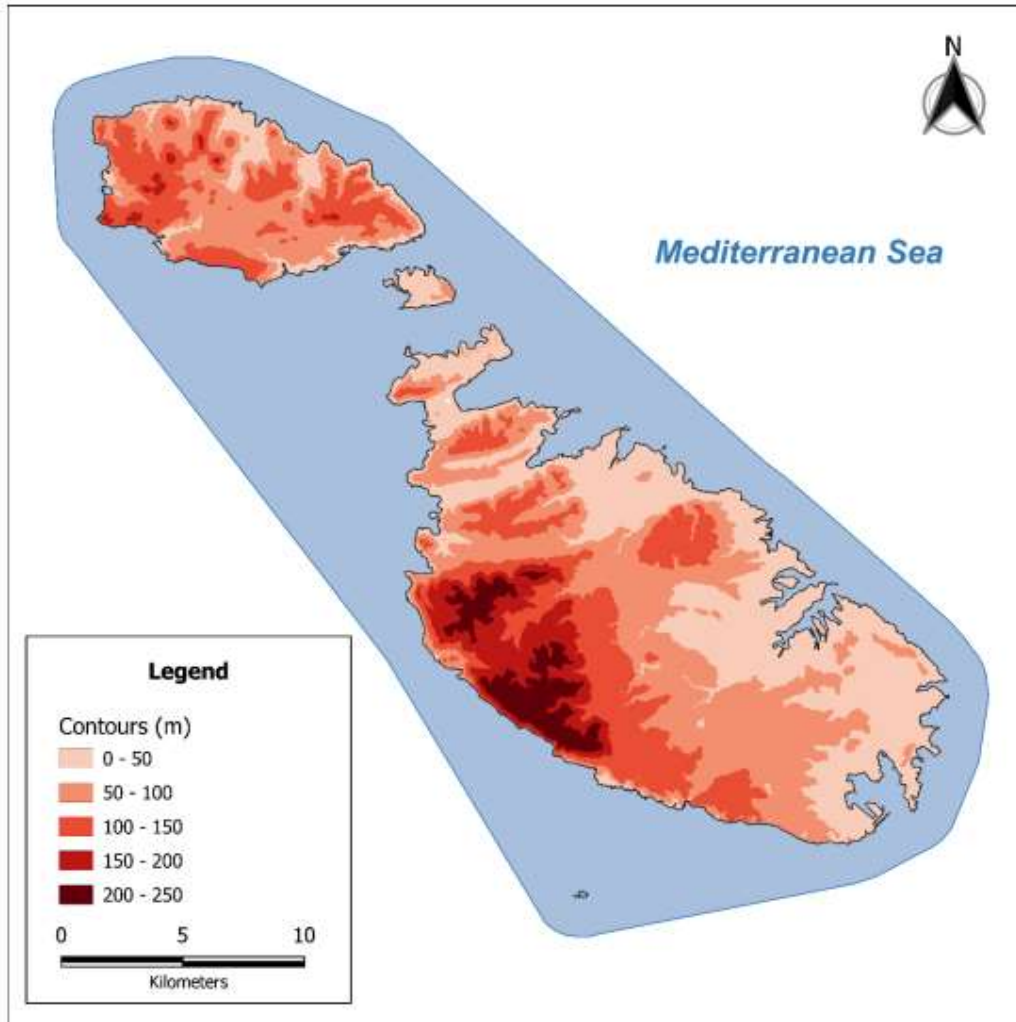 N
Mediterranean Sea
Legend
Contours (m)
0 - 50
50 - 100
100 - 150
150 - 200
200 - 250
0 5 10
Kilometers